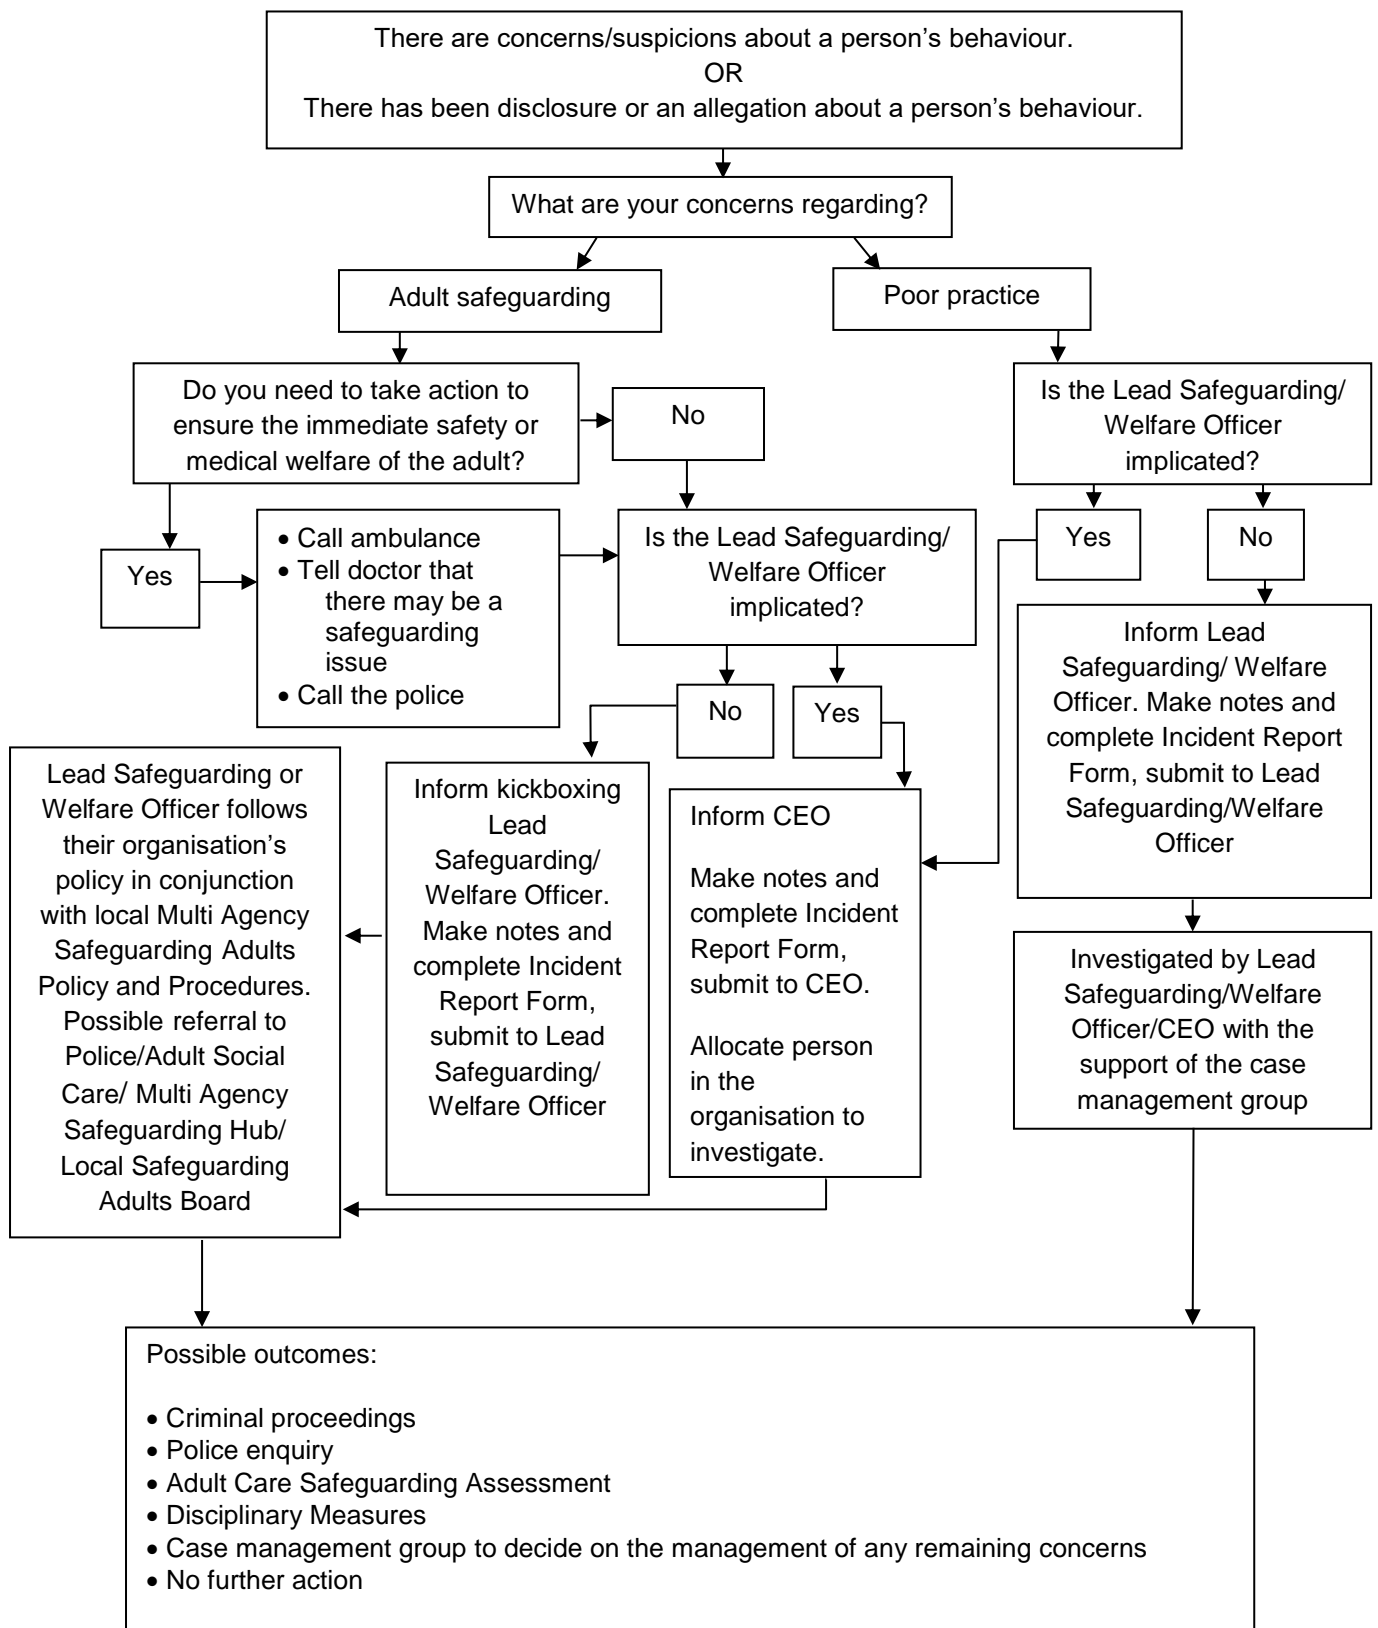 There are concerns/suspicions about a person’s behaviour.
OR
There has been disclosure or an allegation about a person’s behaviour.
What are your concerns regarding?
Adult safeguarding
Poor practice
Do you need to take action to
ensure the immediate safety or
medical welfare of the adult?
No
Is the Lead Safeguarding/
Welfare Officer
implicated?
Yes
• Call ambulance
• Tell doctor that
there may be a
safeguarding
issue
• Call the police
Is the Lead Safeguarding/
Welfare Officer
implicated?
Yes
No
No
Yes
Inform Lead
Safeguarding/ Welfare
Officer. Make notes and
complete Incident Report
Form, submit to Lead
Safeguarding/Welfare
Officer
Lead Safeguarding or
Welfare Officer follows
their organisation’s
policy in conjunction
with local Multi Agency
Safeguarding Adults
Policy and Procedures.
Possible referral to
Police/Adult Social
Care/ Multi Agency
Safeguarding Hub/
Local Safeguarding
Adults Board
Inform kickboxing
Lead
Safeguarding/
Welfare Officer.
Make notes and
complete Incident
Report Form,
submit to Lead
Safeguarding/
Welfare Officer
Inform CEO
Make notes and
complete Incident
Report Form,
submit to CEO.
Allocate person
in the
organisation to
investigate.
Investigated by Lead
Safeguarding/Welfare
Officer/CEO with the
support of the case
management group
Possible outcomes:
• Criminal proceedings
• Police enquiry
• Adult Care Safeguarding Assessment
• Disciplinary Measures
• Case management group to decide on the management of any remaining concerns
• No further action